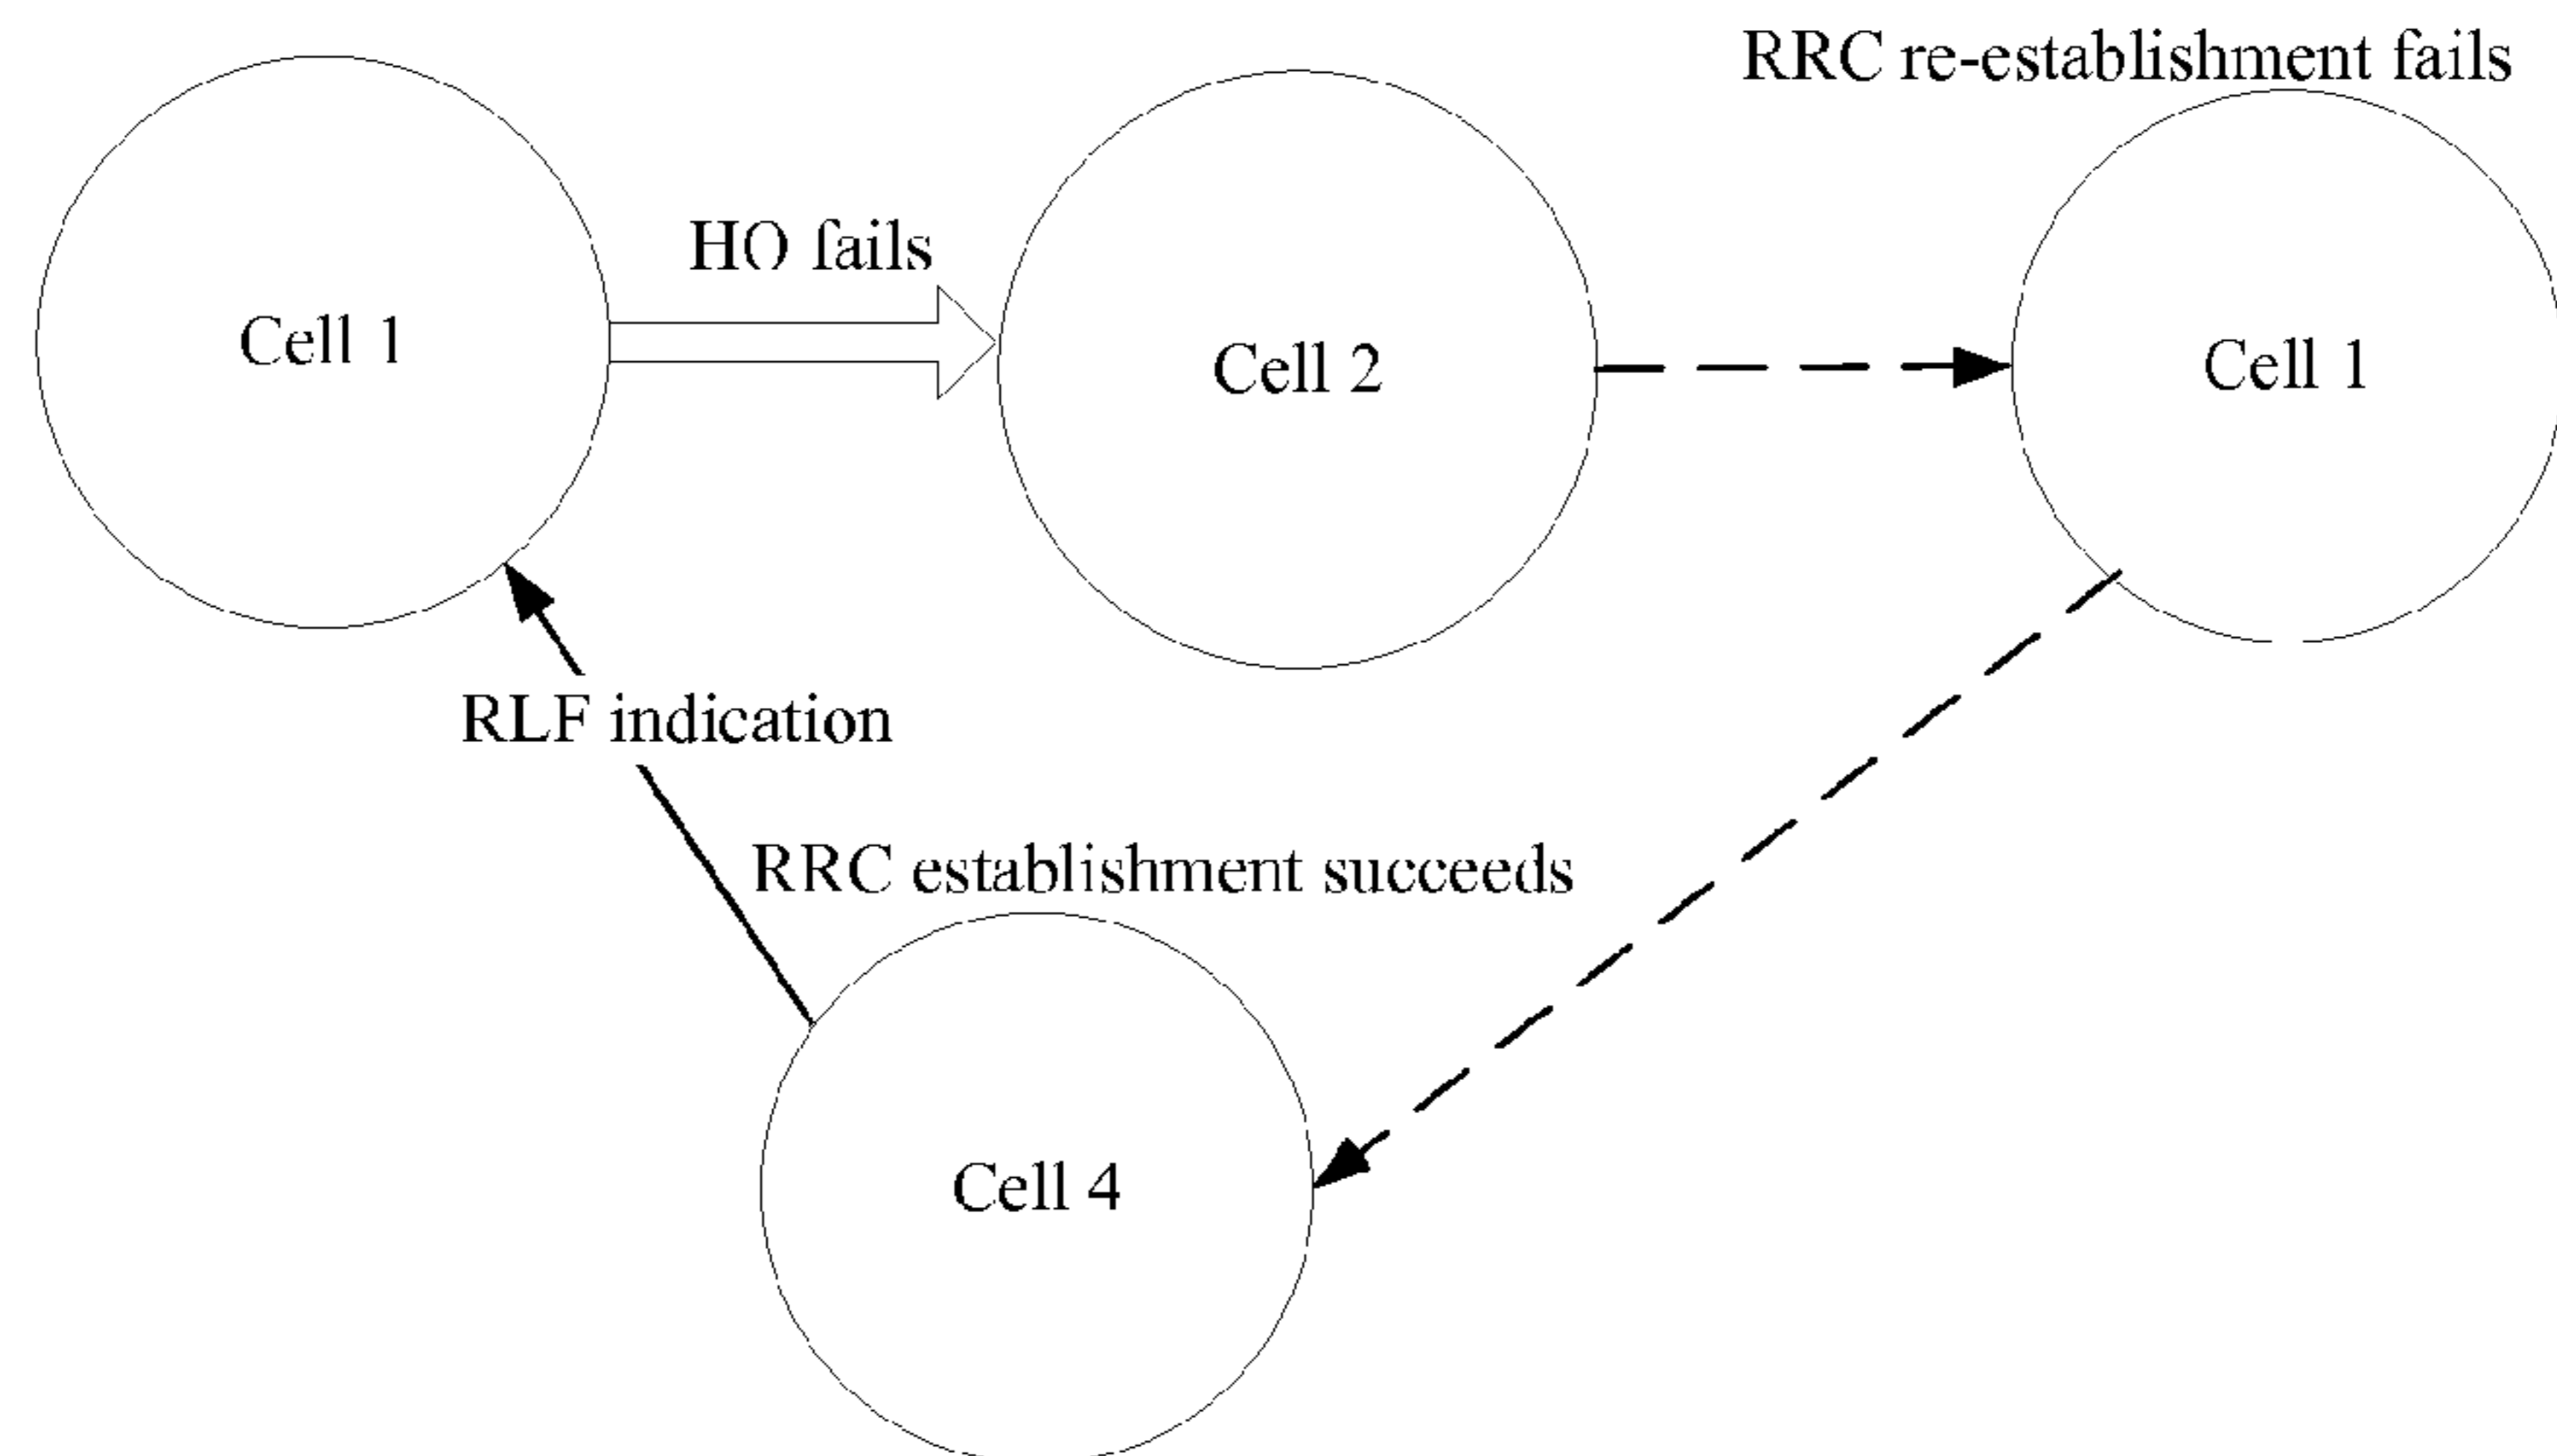 RRC re-establishment fails
HO fails
Cell 1
Cell 2
Cell 1
RLF indication
RRC establishment succeeds
Cell 4